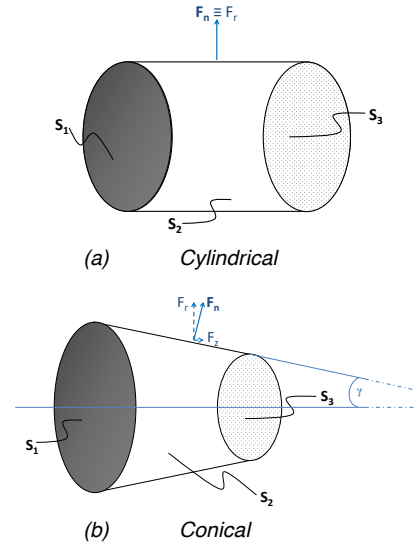 Fn ≡ Fr
S1
S3
S2
(a) Cylindrical
Fr
Fn
Fz
γ
S3
S1
S2
(b) Conical